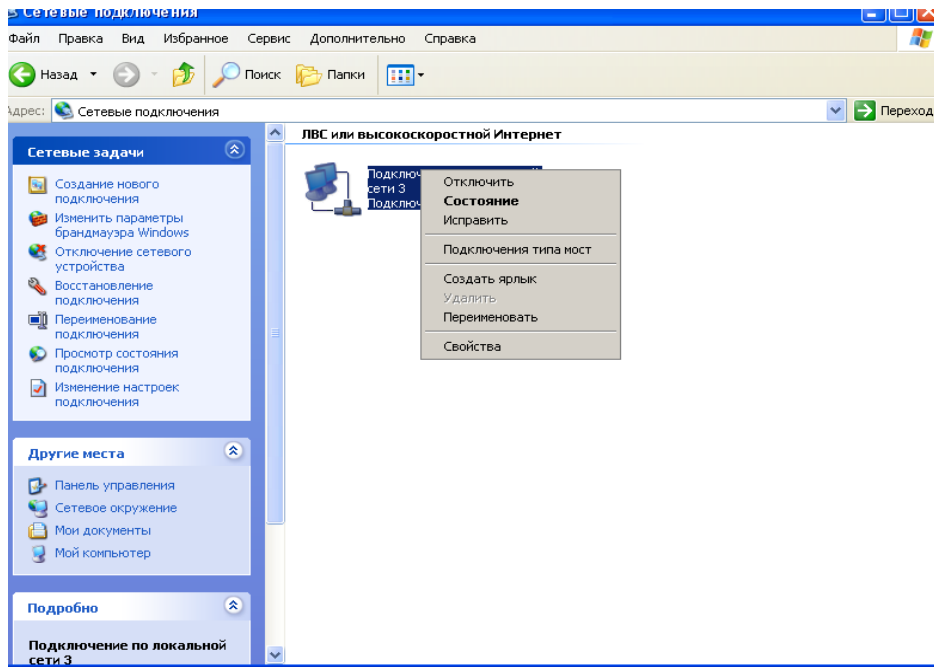 Сетевые подключения
Файл Правка Вид Избранное Сервис Дополнительно Справка
Назад Поиск Папки
Адрес: Сетевые подключения Переход
ЛВС или высокоскоростной Интернет
Сетевые задачи
Создание нового
подключения
Изменить параметры
брандмауэра Windows
Отключение сетевого
устройства
Восстановление
подключения
Переименование
подключения
Просмотр состояния
подключения
Изменение настроек
подключения
Другие места
Панель управления
Сетевое окружение
Мои документы
Мой компьютер
Подробно
Подключение по локальной
сети 3
Подключ
сети 3
Подключ
Отключить
Состояние
Исправить
Подключения типа мост
Создать ярлык
Удалить
Переименовать
Свойства